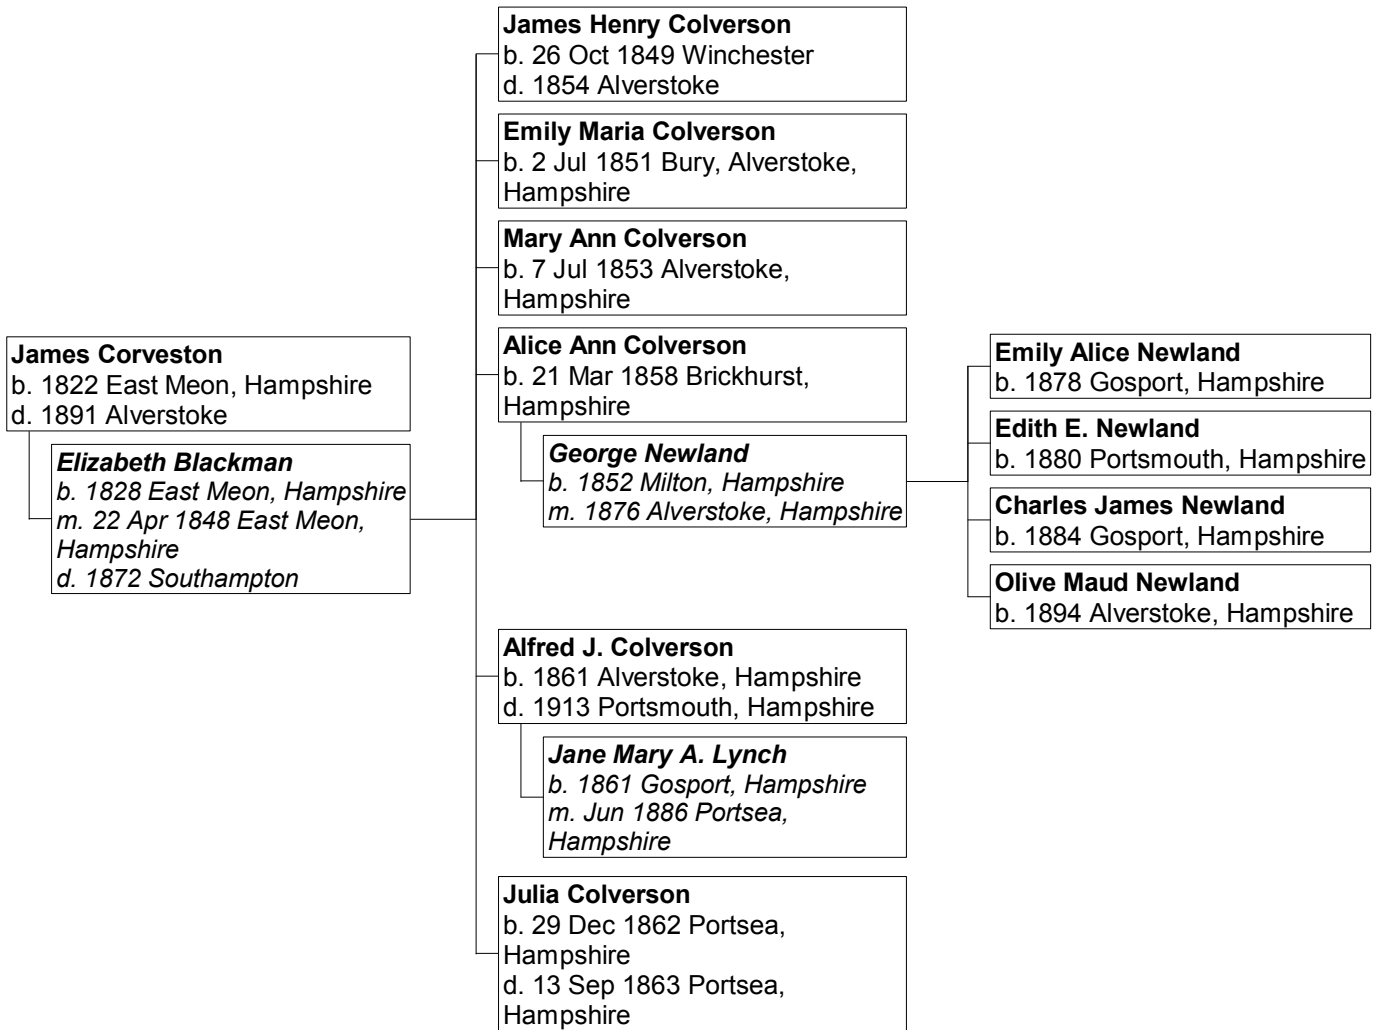 James Henry Colverson
b. 26 Oct 1849 Winchester
d. 1854 Alverstoke
Emily Maria Colverson
b. 2 Jul 1851 Bury, Alverstoke,
Hampshire
Mary Ann Colverson
b. 7 Jul 1853 Alverstoke,
Hampshire
James Corveston
b. 1822 East Meon, Hampshire
d. 1891 Alverstoke
Elizabeth Blackman
b. 1828 East Meon, Hampshire
m. 22 Apr 1848 East Meon,
Hampshire
d. 1872 Southampton
Alice Ann Colverson
b. 21 Mar 1858 Brickhurst,
Hampshire
George Newland
b. 1852 Milton, Hampshire
m. 1876 Alverstoke, Hampshire
Emily Alice Newland
b. 1878 Gosport, Hampshire
Edith E. Newland
b. 1880 Portsmouth, Hampshire
Charles James Newland
b. 1884 Gosport, Hampshire
Olive Maud Newland
b. 1894 Alverstoke, Hampshire
Alfred J. Colverson
b. 1861 Alverstoke, Hampshire
d. 1913 Portsmouth, Hampshire
Jane Mary A. Lynch
b. 1861 Gosport, Hampshire
m. Jun 1886 Portsea,
Hampshire
Julia Colverson
b. 29 Dec 1862 Portsea,
Hampshire
d. 13 Sep 1863 Portsea,
Hampshire